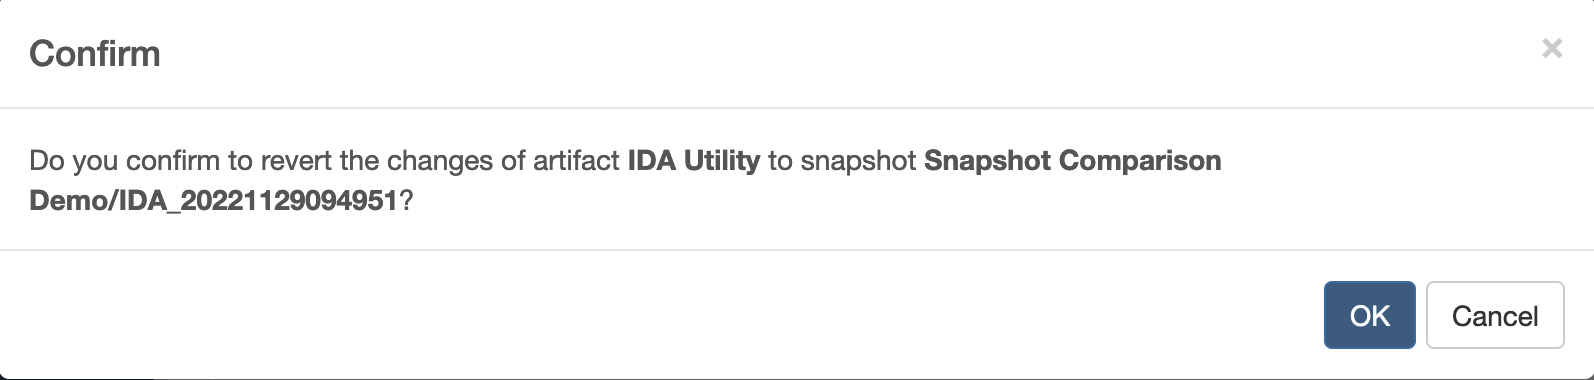 Confirm
×
Do you confirm to revert the changes of artifact IDA Utility to snapshot Snapshot Comparison
Demo/IDA_20221129094951?
OK Cancel